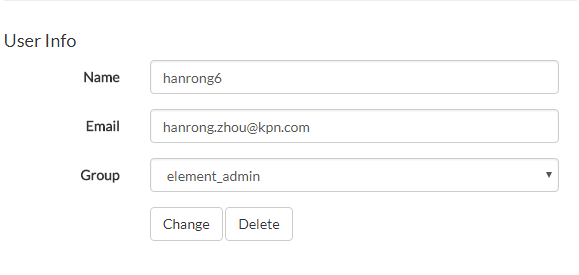 User Info
Name hanrong6
Email hanrong.zhou@kpn.com
Group element_admin
Change Delete